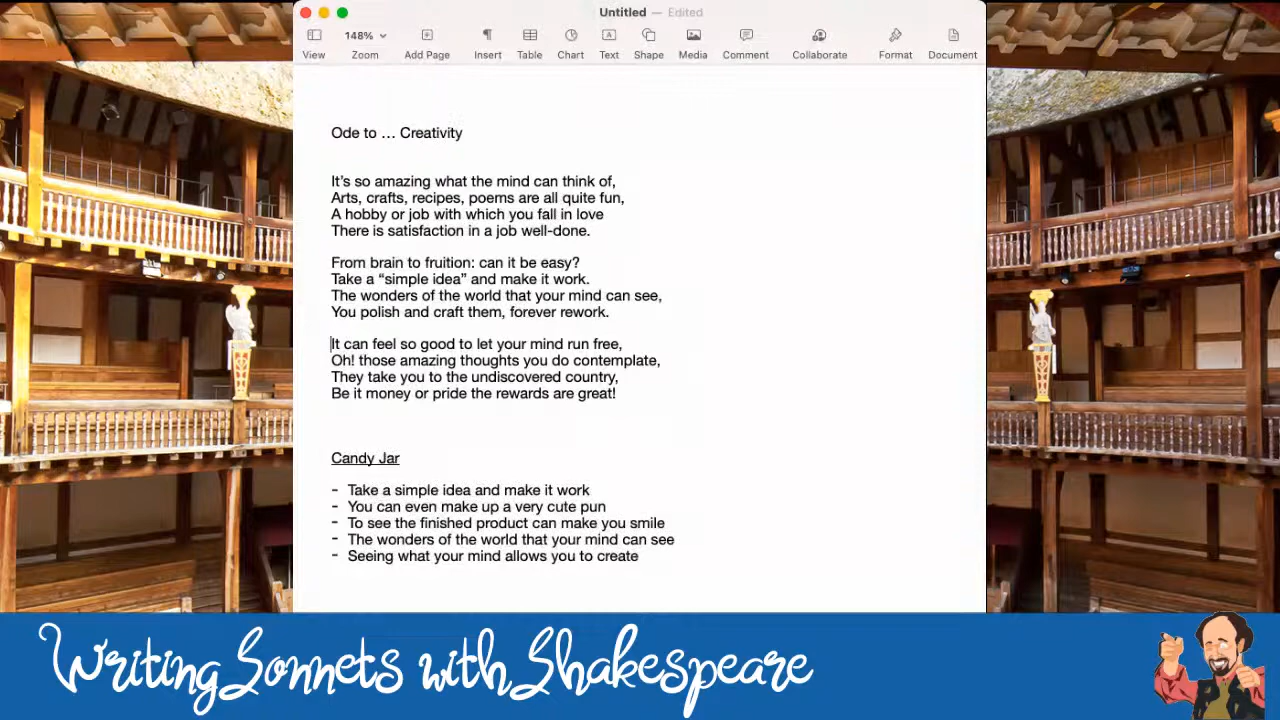 Untitled — Edited
View
148%
Zoom
Add Page
Insert
Table
Chart
Text
Shape
Media
Comment
Collaborate
Format
Document
Ode to … Creativity
It’s so amazing what the mind can think of,
Arts, crafts, recipes, poems are all quite fun,
A hobby or job with which you fall in love
There is satisfaction in a job well-done.
From brain to fruition: can it be easy?
Take a “simple idea” and make it work.
The wonders of the world that your mind can see,
You polish and craft them, forever rework.
It can feel so good to let your mind run free,
Oh! those amazing thoughts you do contemplate,
They take you to the undiscovered country,
Be it money or pride the rewards are great!
Candy Jar
- Take a simple idea and make it work
- You can even make up a very cute pun
- To see the finished product can make you smile
- The wonders of the world that your mind can see
- Seeing what your mind allows you to create
Writing Sonnets with Shakespeare